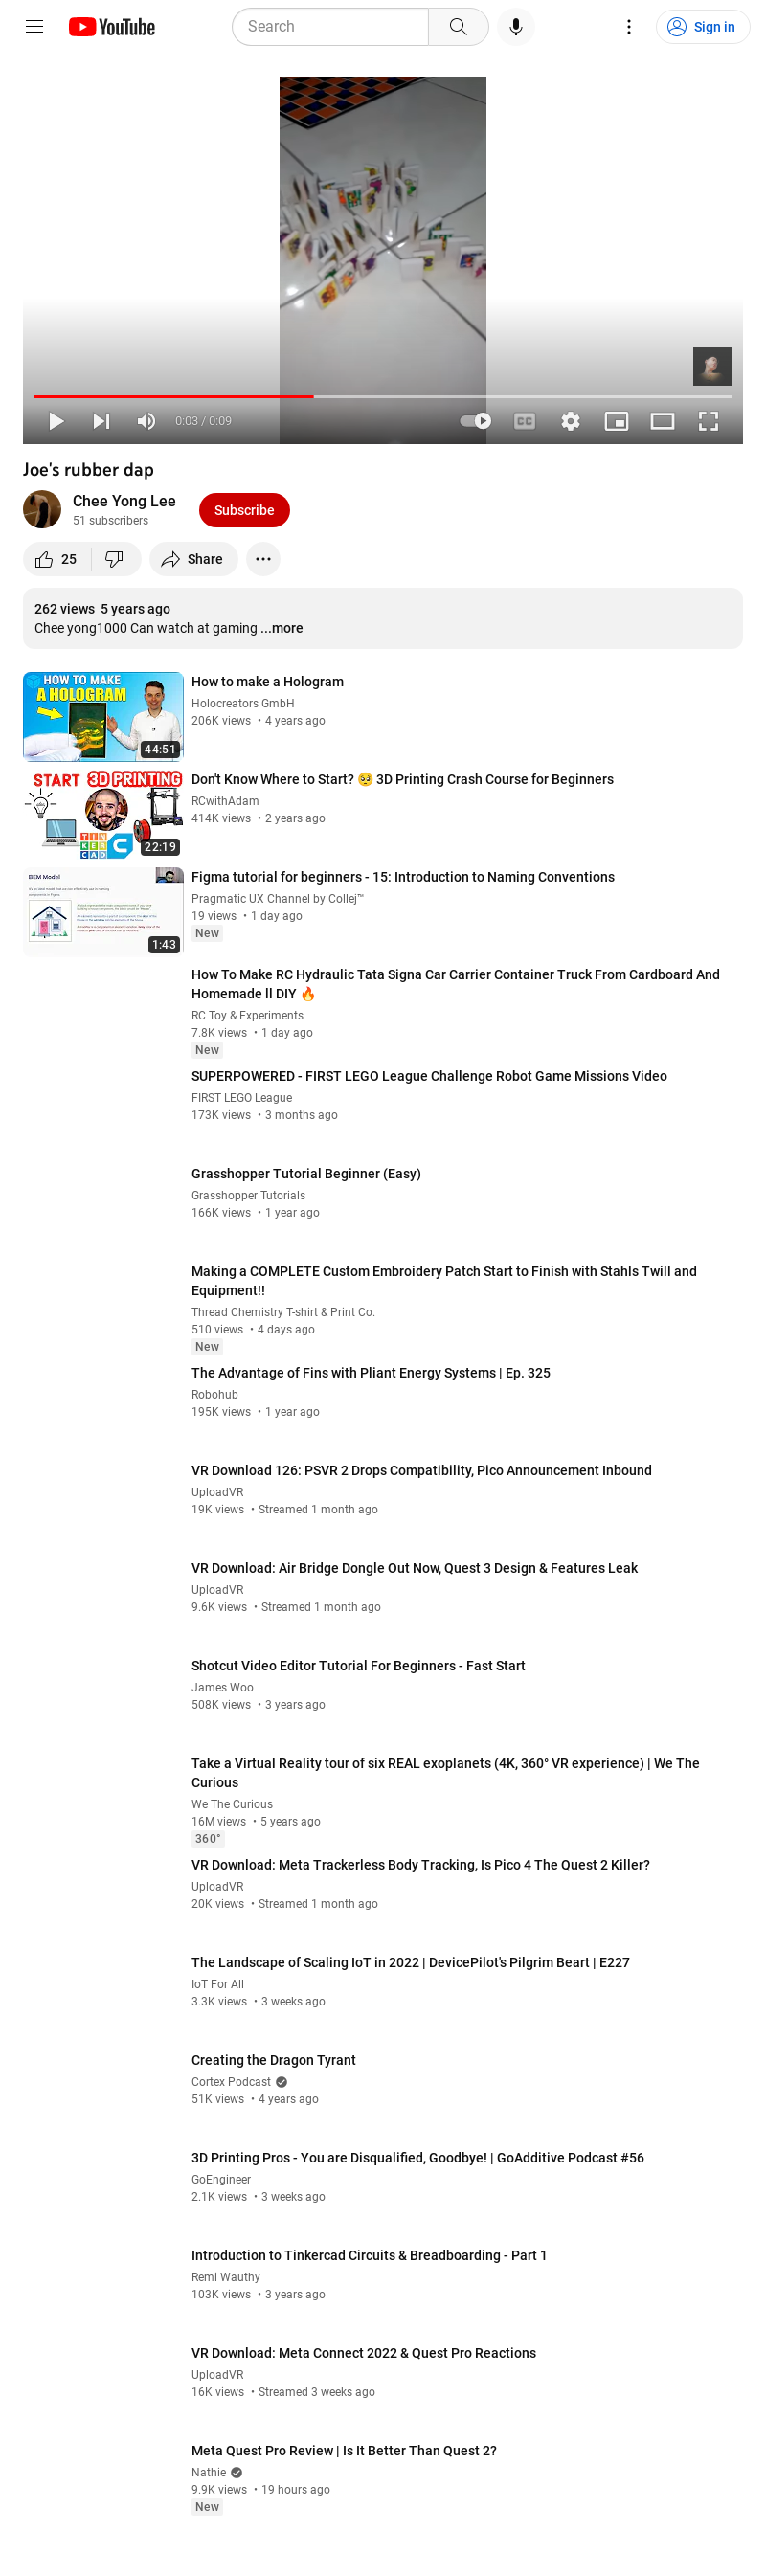 YouTube
Search
Sign in
0:03 / 0:09
CC
Joe's rubber dap
Chee Yong Lee
51 subscribers
Subscribe
25
Share
262 views 5 years ago
Chee yong1000 Can watch at gaming ...more
HOW TO MAKE
A HOLOGRAM
44:51
How to make a Hologram
Holocreators GmbH
206K views • 4 years ago
START 3D PRINTING
TIN
KER
CAD
22:19
Don't Know Where to Start? 🥺 3D Printing Crash Course for Beginners
RCwithAdam
414K views • 2 years ago
BEM Model
1:43
Figma tutorial for beginners - 15: Introduction to Naming Conventions
Pragmatic UX Channel by Collej™
19 views • 1 day ago
New
How To Make RC Hydraulic Tata Signa Car Carrier Container Truck From Cardboard And
Homemade ll DIY 🔥
RC Toy & Experiments
7.8K views • 1 day ago
New
SUPERPOWERED - FIRST LEGO League Challenge Robot Game Missions Video
FIRST LEGO League
173K views • 3 months ago
Grasshopper Tutorial Beginner (Easy)
Grasshopper Tutorials
166K views • 1 year ago
Making a COMPLETE Custom Embroidery Patch Start to Finish with Stahls Twill and
Equipment!!
Thread Chemistry T-shirt & Print Co.
510 views • 4 days ago
New
The Advantage of Fins with Pliant Energy Systems | Ep. 325
Robohub
195K views • 1 year ago
VR Download 126: PSVR 2 Drops Compatibility, Pico Announcement Inbound
UploadVR
19K views • Streamed 1 month ago
VR Download: Air Bridge Dongle Out Now, Quest 3 Design & Features Leak
UploadVR
9.6K views • Streamed 1 month ago
Shotcut Video Editor Tutorial For Beginners - Fast Start
James Woo
508K views • 3 years ago
Take a Virtual Reality tour of six REAL exoplanets (4K, 360° VR experience) | We The
Curious
We The Curious
16M views • 5 years ago
360°
VR Download: Meta Trackerless Body Tracking, Is Pico 4 The Quest 2 Killer?
UploadVR
20K views • Streamed 1 month ago
The Landscape of Scaling IoT in 2022 | DevicePilot's Pilgrim Beart | E227
IoT For All
3.3K views • 3 weeks ago
Creating the Dragon Tyrant
Cortex Podcast
51K views • 4 years ago
3D Printing Pros - You are Disqualified, Goodbye! | GoAdditive Podcast #56
GoEngineer
2.1K views • 3 weeks ago
Introduction to Tinkercad Circuits & Breadboarding - Part 1
Remi Wauthy
103K views • 3 years ago
VR Download: Meta Connect 2022 & Quest Pro Reactions
UploadVR
16K views • Streamed 3 weeks ago
Meta Quest Pro Review | Is It Better Than Quest 2?
Nathie
9.9K views • 19 hours ago
New